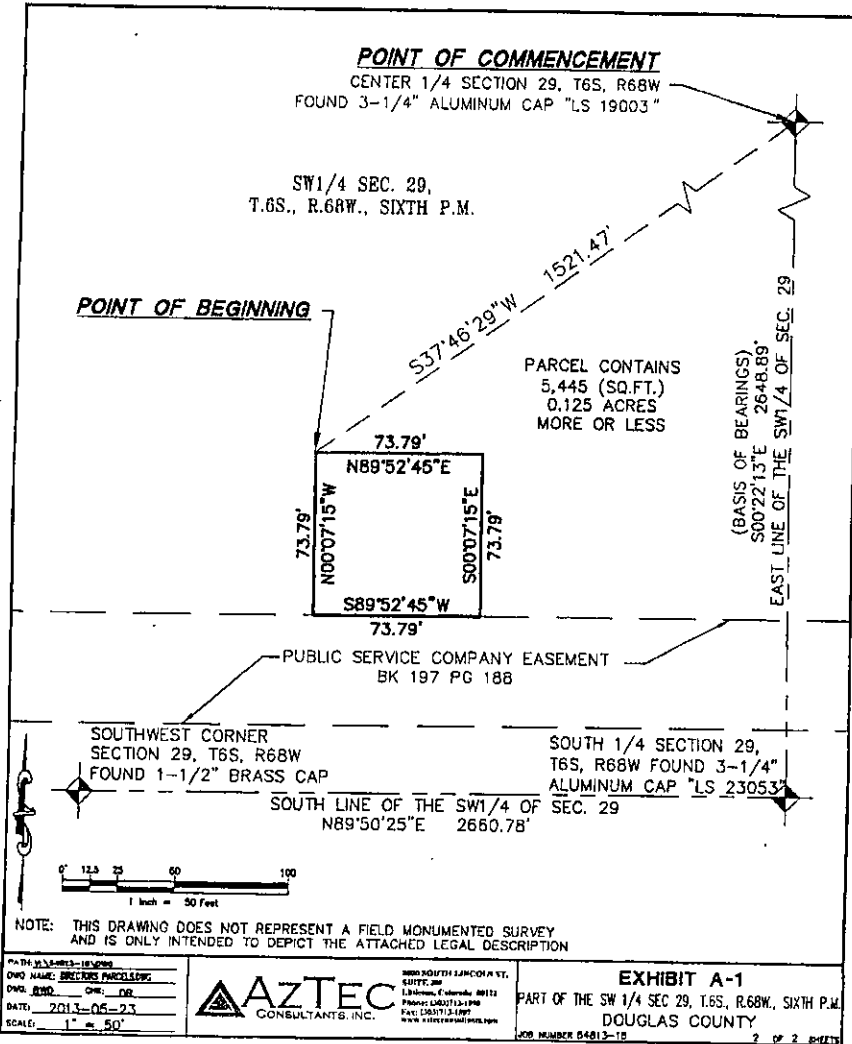 POINT OF COMMENCEMENT
CENTER 1/4 SECTION 29, T6S, R68W
FOUND 3-1/4" ALUMINUM CAP "LS 19003"
SW1/4 SEC. 29,
T.6S., R.68W., SIXTH P.M.
POINT OF BEGINNING
S37°46'29"W 1521.47'
PARCEL CONTAINS
5,445 (SQ.FT.)
0.125 ACRES
MORE OR LESS
(BASIS OF BEARINGS)
S00°22'13"E 2648.89'
EAST LINE OF THE SW1/4 OF SEC. 29
73.79'
N89°52'45"E
73.79'
N00°07'15"W
S00°07'15"E
73.79'
S89°52'45"W
73.79'
PUBLIC SERVICE COMPANY EASEMENT
BK 197 PG 188
SOUTHWEST CORNER
SECTION 29, T6S, R68W
FOUND 1-1/2" BRASS CAP
SOUTH 1/4 SECTION 29,
T6S, R68W FOUND 3-1/4"
ALUMINUM CAP "LS 23053"
SOUTH LINE OF THE SW1/4 OF SEC. 29
N89°50'25"E 2660.78'
0' 12.5 25 50 100
1 Inch = 50 Feet
NOTE: THIS DRAWING DOES NOT REPRESENT A FIELD MONUMENTED SURVEY
AND IS ONLY INTENDED TO DEPICT THE ATTACHED LEGAL DESCRIPTION
PATH:
DWG NAME:
DWG. CHK:
DATE: 2013-05-23
SCALE: 1" = 50'
AZTEC
CONSULTANTS, INC.
SOUTH LINCOLN ST.
SUITE
Littleton, Colorado
Phone:
Fax:
EXHIBIT A-1
PART OF THE SW 1/4 SEC 29, T.6S., R.68W., SIXTH P.M.
DOUGLAS COUNTY
JOB NUMBER
2 OF 2 SHEETS